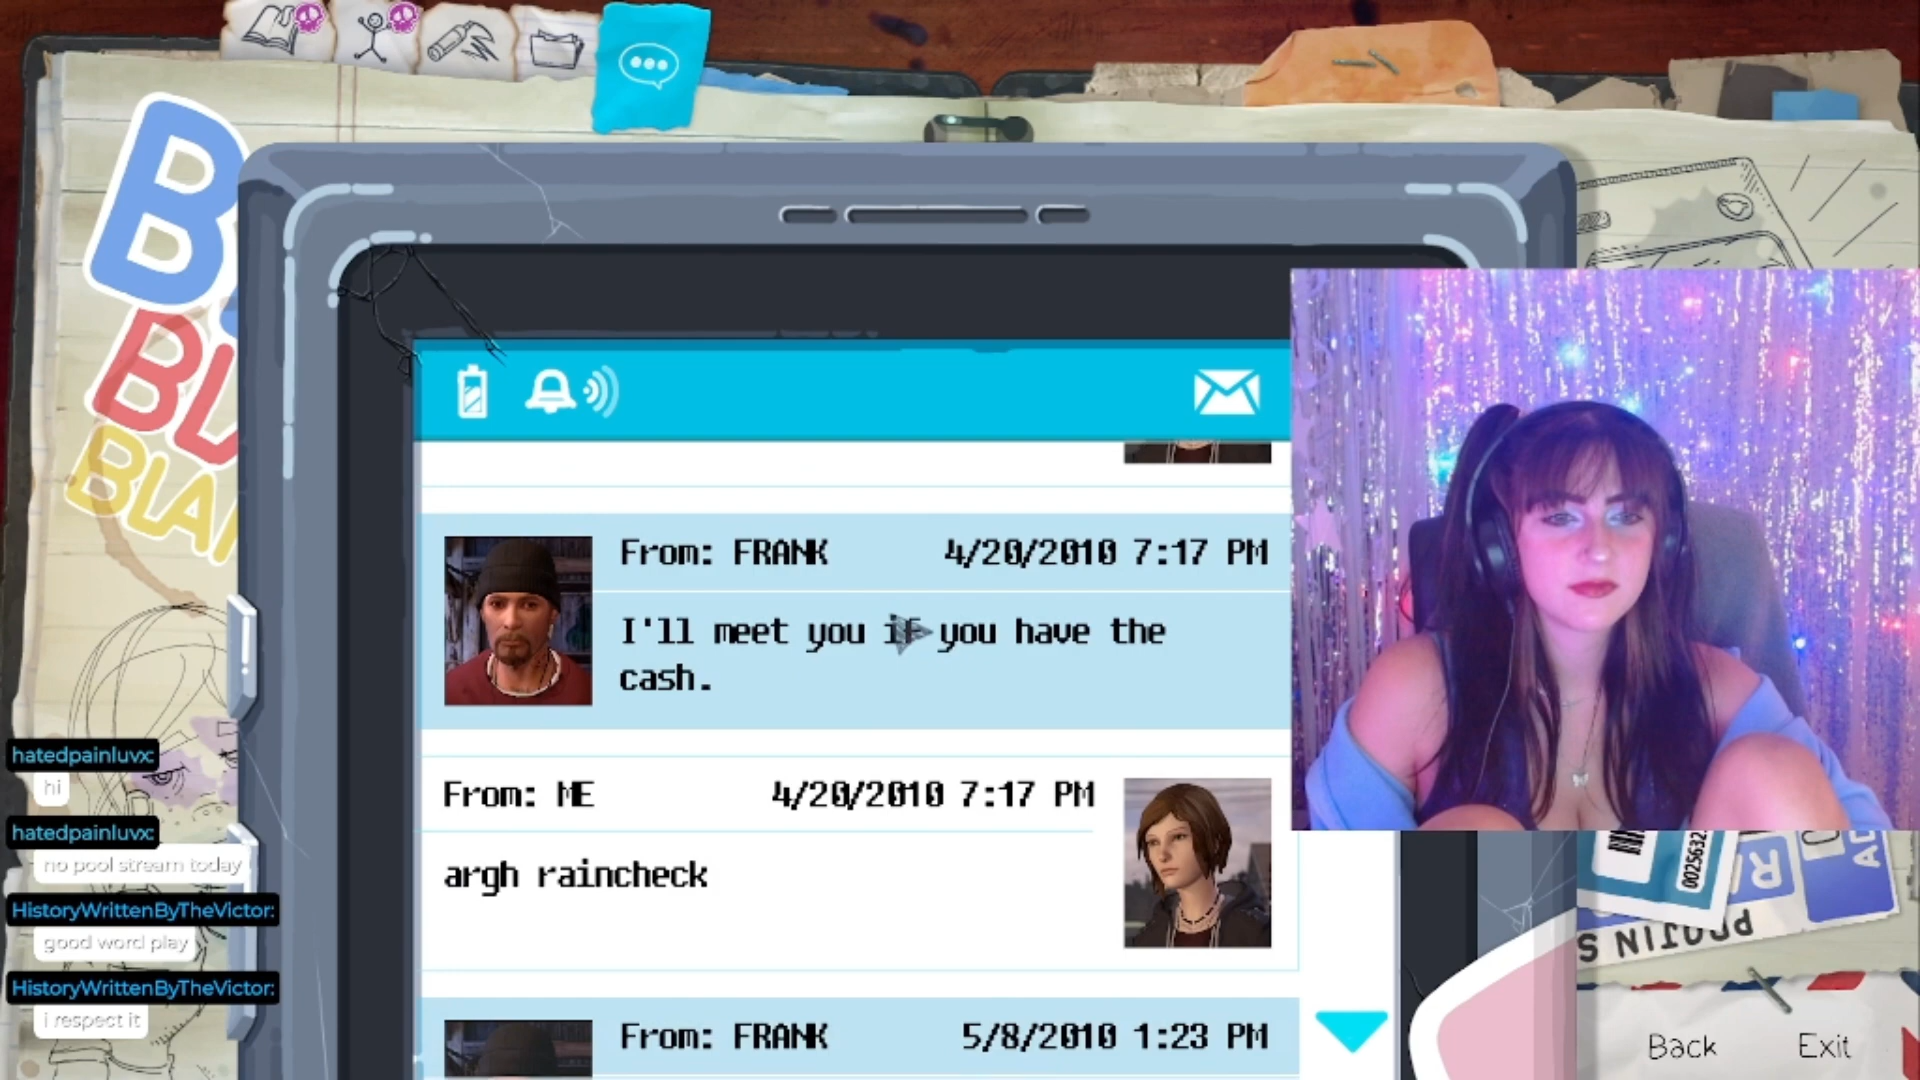 From: FRANK 4/20/2010 7:17 PM
I'll meet you if you have the
cash.
From: ME 4/20/2010 7:17 PM
argh raincheck
From: FRANK 5/8/2010 1:23 PM
hatedpainluvx:
hi
hatedpainluvx:
no pool stream today
HistoryWrittenByTheVictor:
good word play
HistoryWrittenByTheVictor:
i respect it
Back Exit